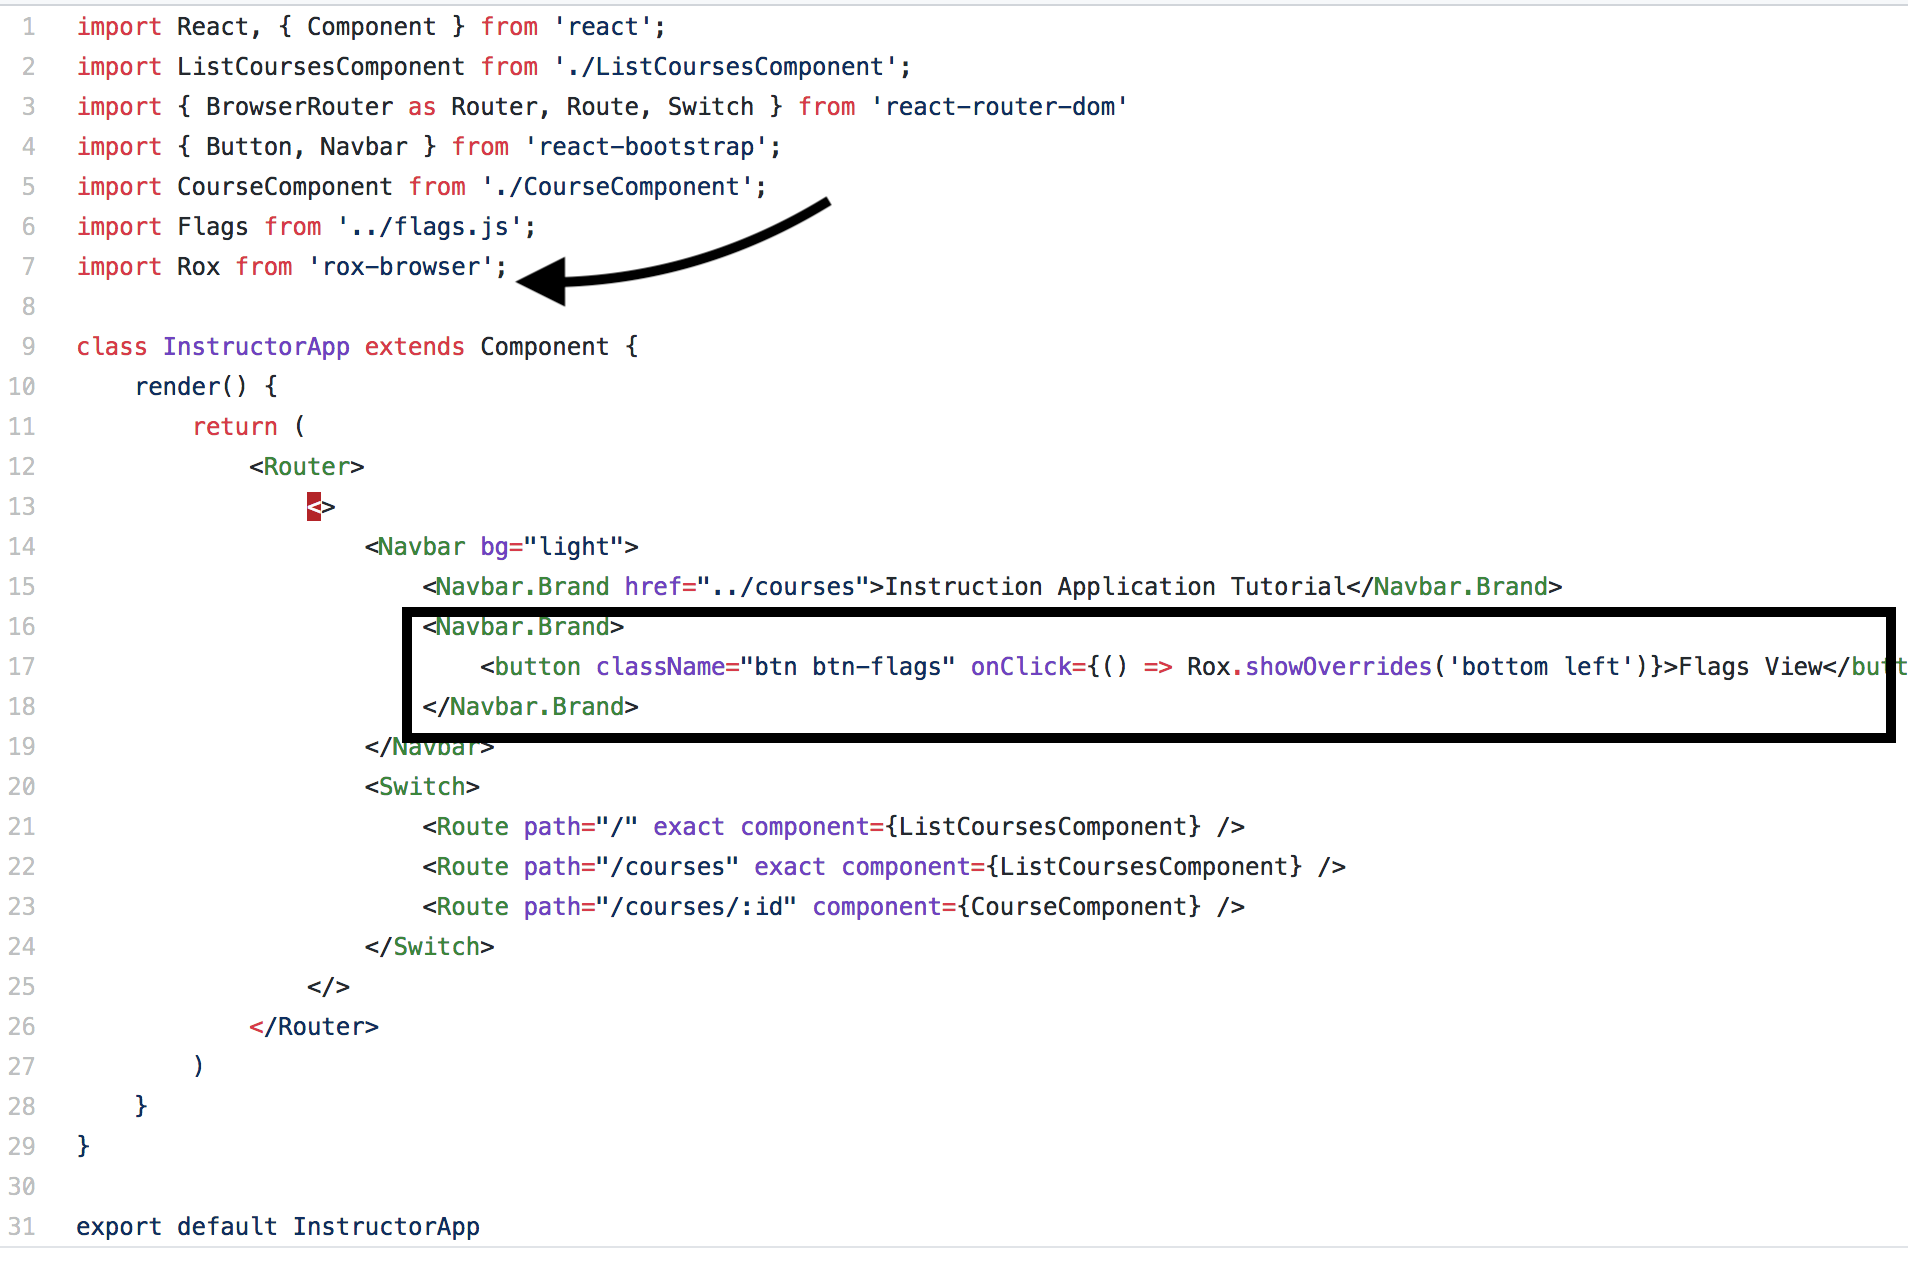 1 import React, { Component } from 'react';
2 import ListCoursesComponent from './ListCoursesComponent';
3 import { BrowserRouter as Router, Route, Switch } from 'react-router-dom'
4 import { Button, Navbar } from 'react-bootstrap';
5 import CourseComponent from './CourseComponent';
6 import Flags from '../flags.js';
7 import Rox from 'rox-browser';
8
9 class InstructorApp extends Component {
10     render() {
11         return (
12             <Router>
13                 <>
14                     <Navbar bg="light">
15                         <Navbar.Brand href="../courses">Instruction Application Tutorial</Navbar.Brand>
16                         <Navbar.Brand>
17                             <button className="btn btn-flags" onClick={() => Rox.showOverrides('bottom left')}>Flags View</butt
18                         </Navbar.Brand>
19                     </Navbar>
20                     <Switch>
21                         <Route path="/" exact component={ListCoursesComponent} />
22                         <Route path="/courses" exact component={ListCoursesComponent} />
23                         <Route path="/courses/:id" component={CourseComponent} />
24                     </Switch>
25                 </>
26             </Router>
27         )
28     }
29 }
30
31 export default InstructorApp